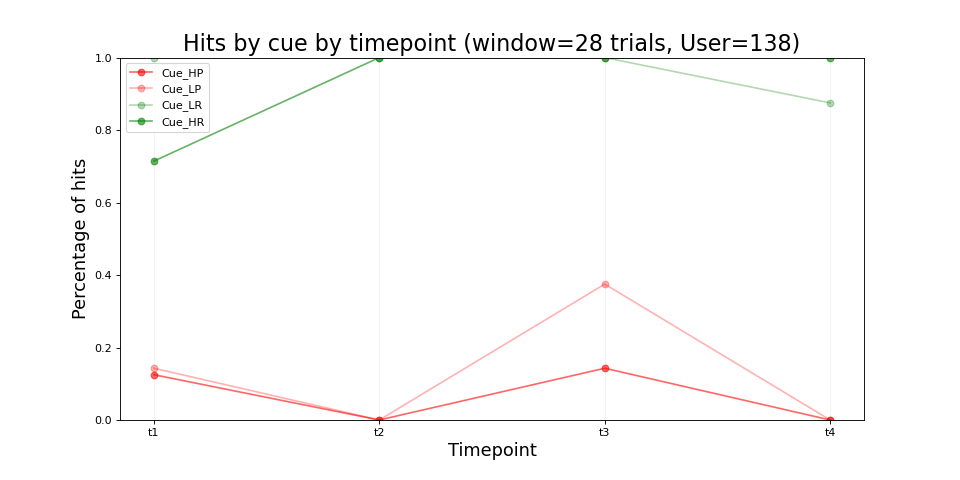 Hits by cue by timepoint (window=28 trials, User=138)
Percentage of hits
1.0
0.8
0.6
0.4
0.2
0.0
Cue_HP
Cue_LP
Cue_LR
Cue_HR
t1
t2
t3
t4
Timepoint